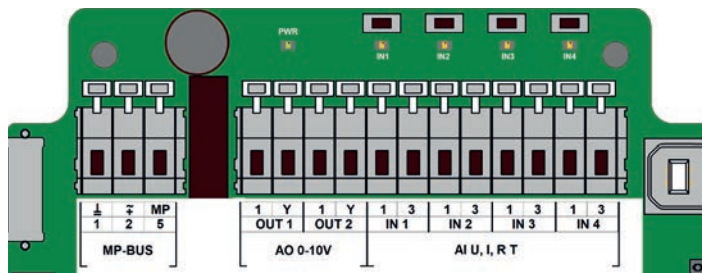 PWR
IN1 IN2 IN3 IN4
⊥ ~̄+ MP 1 Y 1 Y 1 3 1 3 1 3 1 3
1 2 5 OUT 1 OUT 2 IN 1 IN 2 IN 3 IN 4
MP-BUS AO 0-10V AI U, I, R T